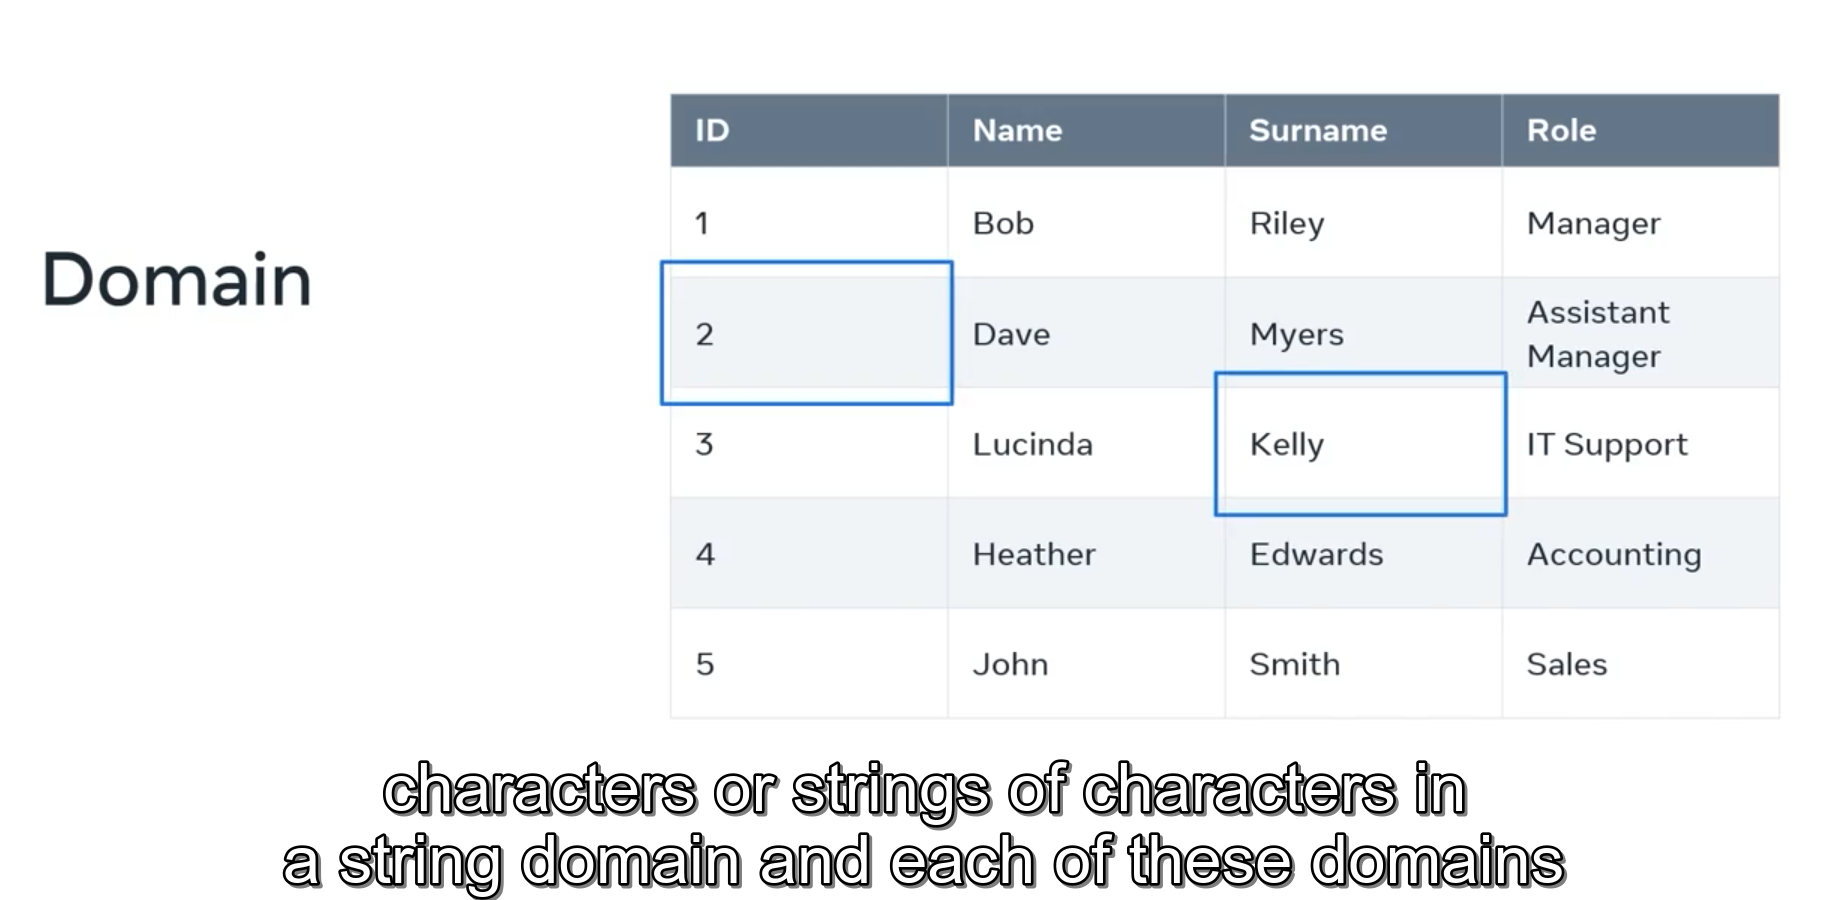 Domain
ID Name Surname Role
1 Bob Riley Manager
2 Dave Myers Assistant Manager
3 Lucinda Kelly IT Support
4 Heather Edwards Accounting
5 John Smith Sales
characters or strings of characters in
a string domain and each of these domains